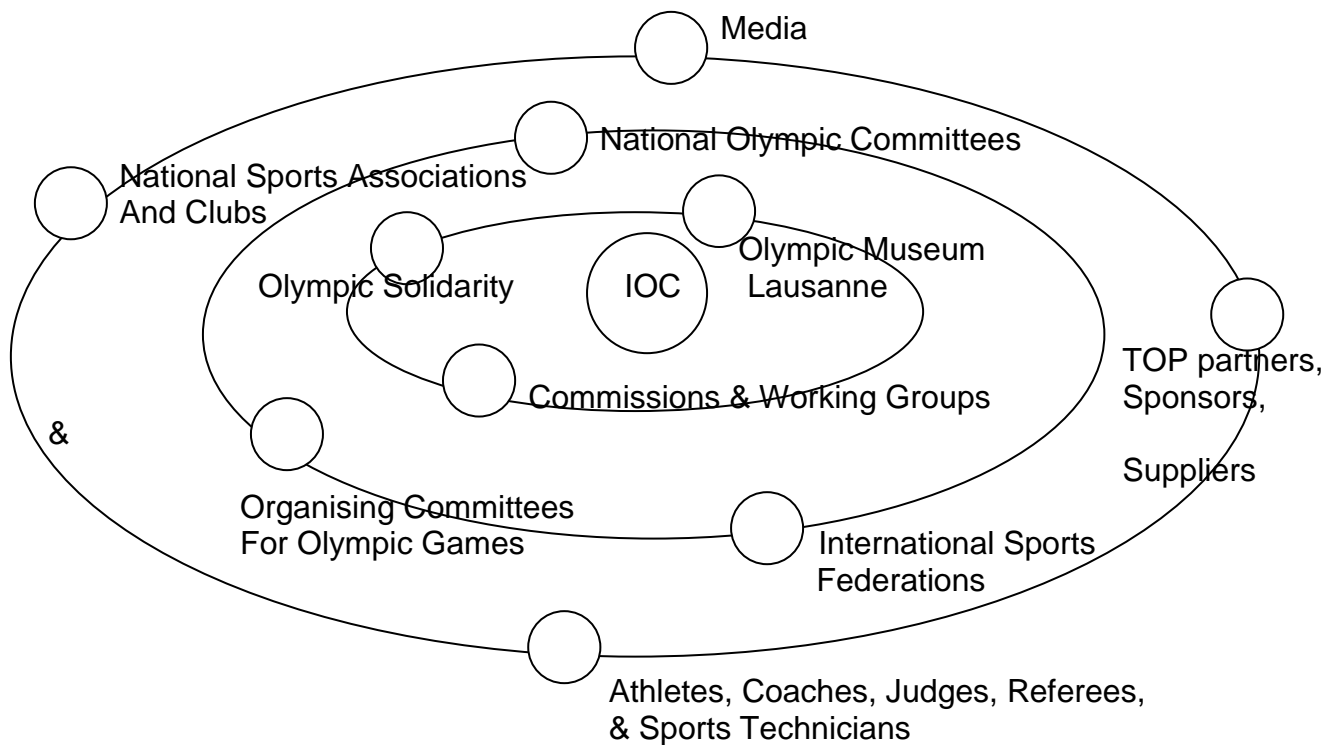 Media
National Olympic Committees
National Sports Associations
And Clubs
Olympic Museum
Lausanne
Olympic Solidarity
IOC
TOP partners,
Sponsors,
Commissions & Working Groups
&
Suppliers
Organising Committees
For Olympic Games
International Sports
Federations
Athletes, Coaches, Judges, Referees,
& Sports Technicians